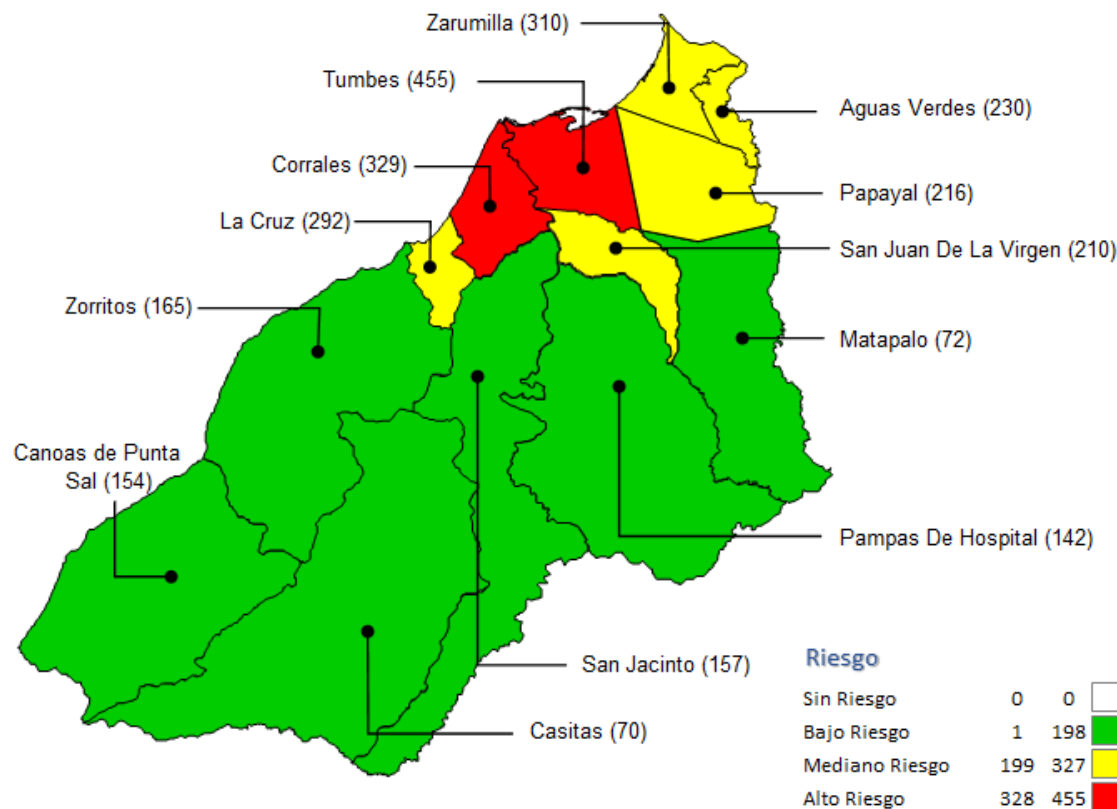 Zarumilla (310)
Tumbes (455)
Aguas Verdes (230)
Corrales (329)
Papayal (216)
La Cruz (292)
San Juan De La Virgen (210)
Zorritos (165)
Matapalo (72)
Canoas de Punta
Sal (154)
Pampas De Hospital (142)
San Jacinto (157)
Casitas (70)
Riesgo
Sin Riesgo 0 0
Bajo Riesgo 1 198
Mediano Riesgo 199 327
Alto Riesgo 328 455